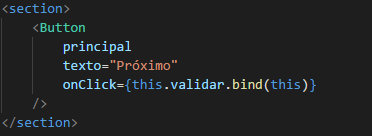 <section>
    <Button
        principal
        texto="Próximo"
        onClick={this.validar.bind(this)}
    />
</section>